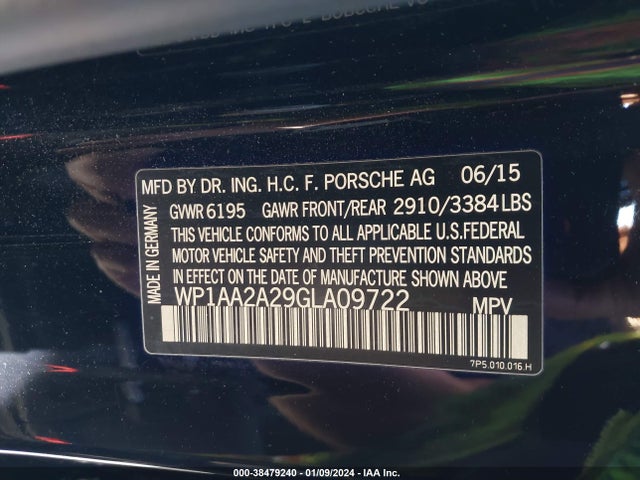 MFD BY DR. ING. H.C. F. PORSCHE AG 06/15
GVWR 6195 GAWR FRONT/REAR 2910/3384 LBS
THIS VEHICLE CONFORMS TO ALL APPLICABLE U.S.FEDERAL
MOTOR VEHICLE SAFETY AND THEFT PREVENTION STANDARDS
IN EFFECT ON THE DATE OF MANUFACTURE SHOWN ABOVE
WP1AA2A29GLA09722 MPV
7P5.010.016.H
MADE IN GERMANY
000-38479240 - 01/09/2024 - IAA Inc.